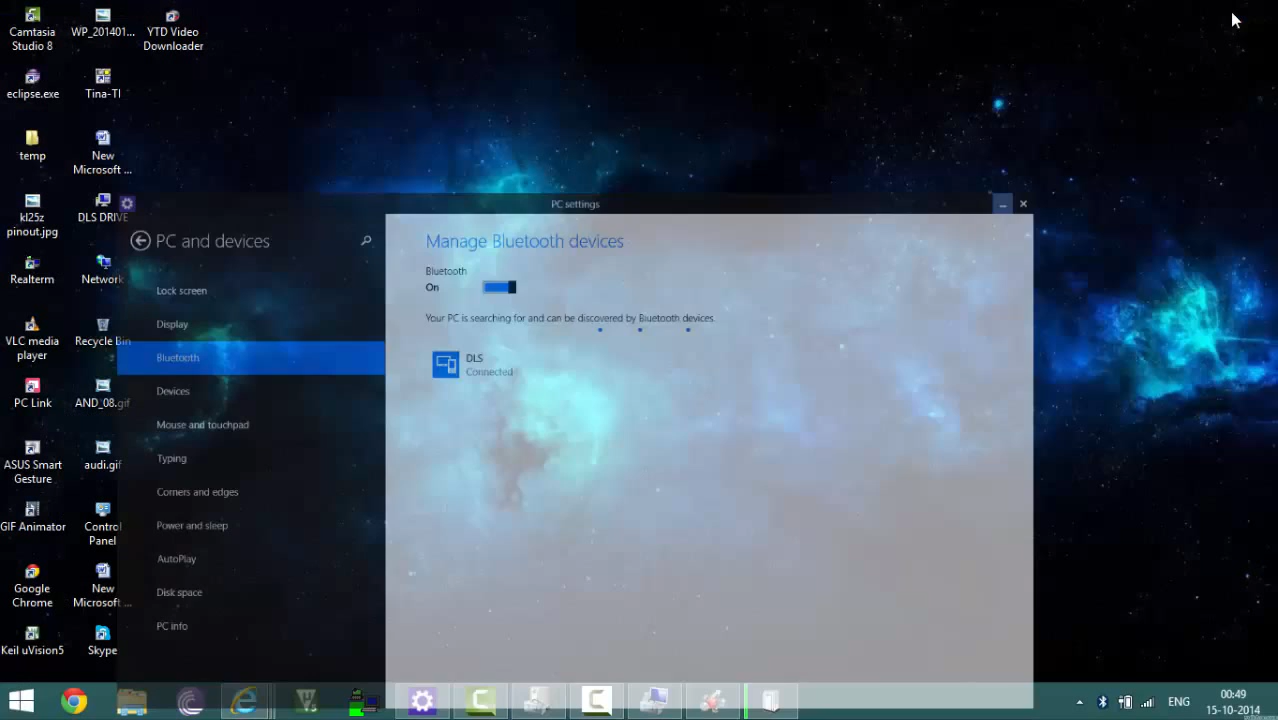 Camtasia
Studio 8
WP_201401...
YTD Video
Downloader
eclipse.exe
Tina-TI
temp
New
Microsoft ...
kl25z
pinout.jpg
DLS DRIVE
Realterm
Network
VLC media
player
Recycle Bin
PC Link
AND_08.gif
ASUS Smart
Gesture
audi.gif
GIF Animator
Control
Panel
Google
Chrome
New
Microsoft ...
Keil uVision5
Skype
PC settings
PC and devices
Lock screen
Display
Bluetooth
Devices
Mouse and touchpad
Typing
Corners and edges
Power and sleep
AutoPlay
Disk space
PC info
Manage Bluetooth devices
Bluetooth
On
Your PC is searching for and can be discovered by Bluetooth devices.
DLS
Connected
ENG
00:49
15-10-2014